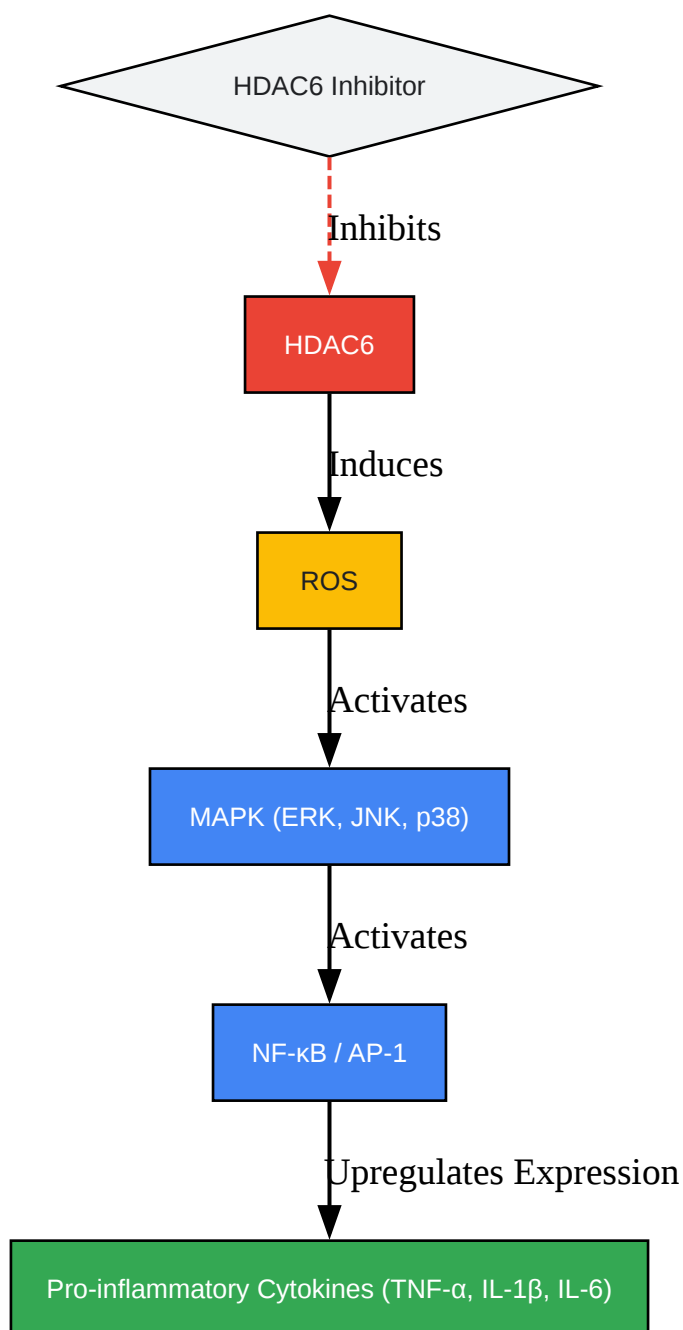 HDAC6 Inhibitor
Inhibits
HDAC6
Induces
ROS
Activates
MAPK (ERK, JNK, p38)
Activates
NF-κB / AP-1
Upregulates Expression
Pro-inflammatory Cytokines (TNF-α, IL-1β, IL-6)